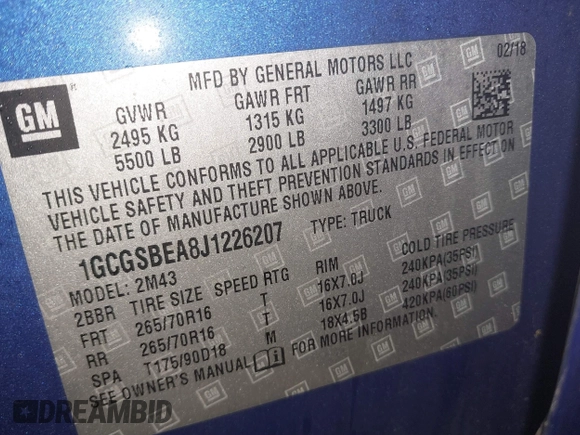 GM
MFD BY GENERAL MOTORS LLC
02/18
GVWR GAWR FRT GAWR RR
2495 KG 1315 KG 1497 KG
5500 LB 2900 LB 3300 LB
THIS VEHICLE CONFORMS TO ALL APPLICABLE U.S. FEDERAL MOTOR
VEHICLE SAFETY AND THEFT PREVENTION STANDARDS IN EFFECT ON
THE DATE OF MANUFACTURE SHOWN ABOVE.
1GCGSBEA8J1226207 TYPE: TRUCK
MODEL: 2M43
2BBR TIRE SIZE SPEED RTG RIM COLD TIRE PRESSURE
FRT 265/70R16 T 16X7.0J 240KPA(35PSI)
RR 265/70R16 T 16X7.0J 240KPA(35PSI)
SPA T175/90D18 M 18X4.5B 420KPA(60PSI)
SEE OWNER'S MANUAL FOR MORE INFORMATION.
DREAMBID